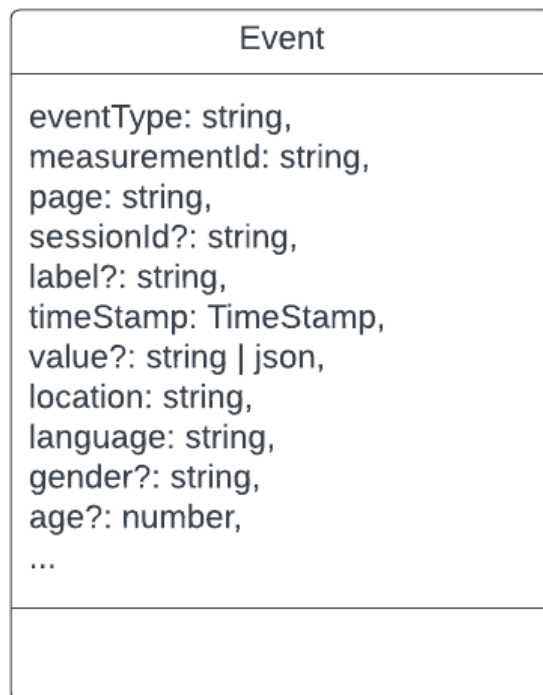 Event
eventType: string,
measurementId: string,
page: string,
sessionId?: string,
label?: string,
timeStamp: TimeStamp,
value?: string | json,
location: string,
language: string,
gender?: string,
age?: number,
...